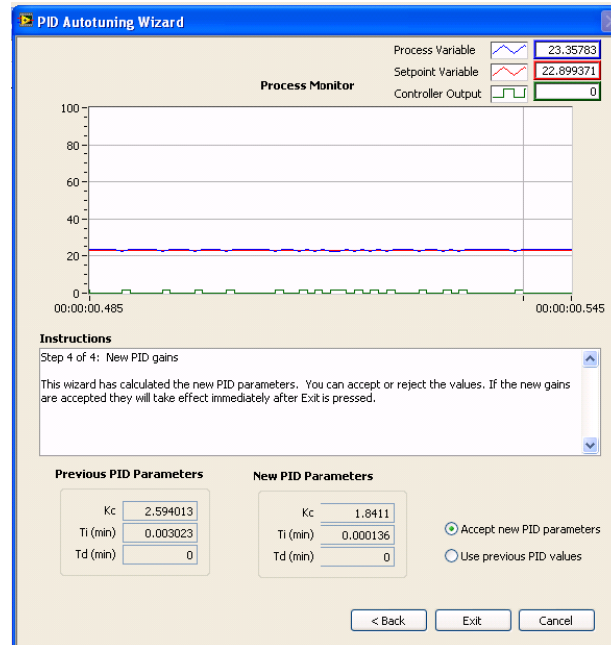 PID Autotuning Wizard
Process Variable 23.35783
Setpoint Variable 22.899371
Process Monitor
Controller Output 0
100
80
60
40
20
0
00:00:00.485 00:00:00.545
Instructions
Step 4 of 4: New PID gains
This wizard has calculated the new PID parameters. You can accept or reject the values. If the new gains
are accepted they will take effect immediately after Exit is pressed.
Previous PID Parameters New PID Parameters
Kc 2.594013 Kc 1.8411
Ti (min) 0.003023 Ti (min) 0.000136
Td (min) 0 Td (min) 0
Accept new PID parameters
Use previous PID values
< Back Exit Cancel